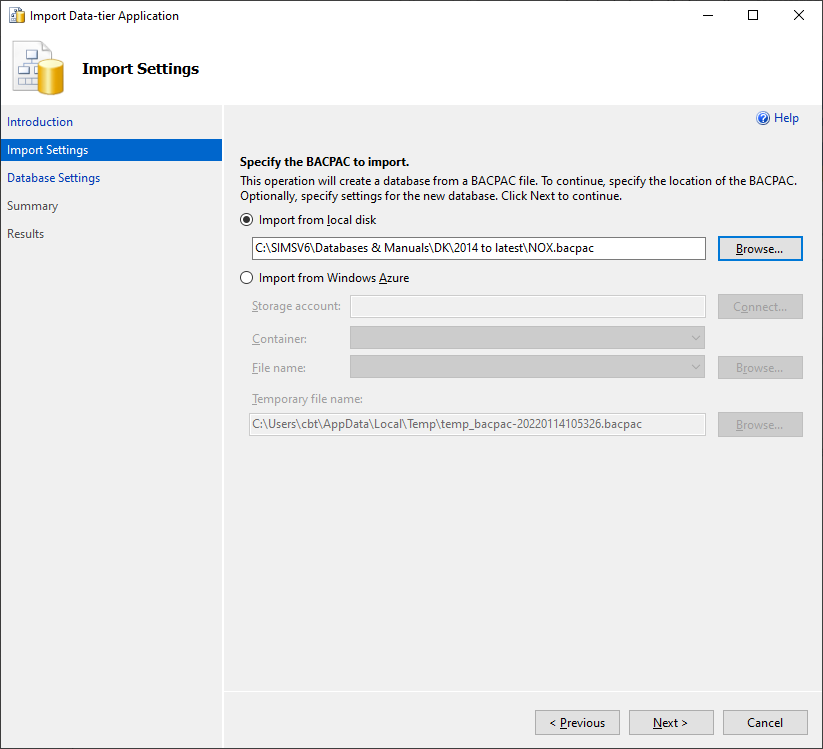 Import Data-tier Application
Import Settings
Introduction
Import Settings
Database Settings
Summary
Results
Help
Specify the BACPAC to import.
This operation will create a database from a BACPAC file. To continue, specify the location of the BACPAC.
Optionally, specify settings for the new database. Click Next to continue.
Import from local disk
C:\SIMSV6\Databases & Manuals\DK\2014 to latest\NOX.bacpac
Browse...
Import from Windows Azure
Storage account:
Connect...
Container:
File name:
Browse...
Temporary file name:
C:\Users\cbt\AppData\Local\Temp\temp_bacpac-20220114105326.bacpac
Browse...
< Previous
Next >
Cancel